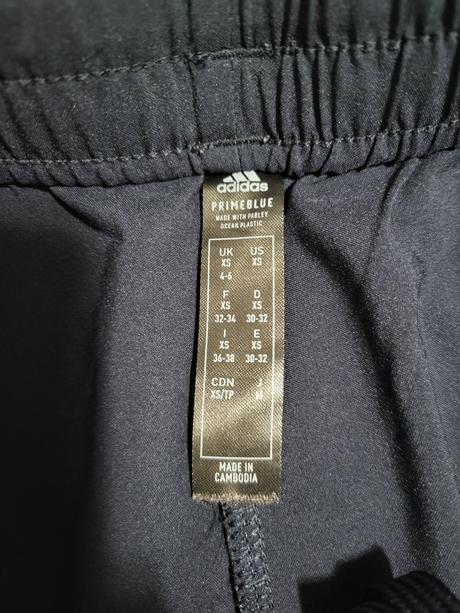 adidas
PRIMEBLUE
MADE WITH PARLEY
OCEAN PLASTIC
UK US
XS XS
4-6
F D
XS XS
32-34 30-32
I E
XS XS
36-38 30-32
CDN J
XS/TP M
MADE IN
CAMBODIA